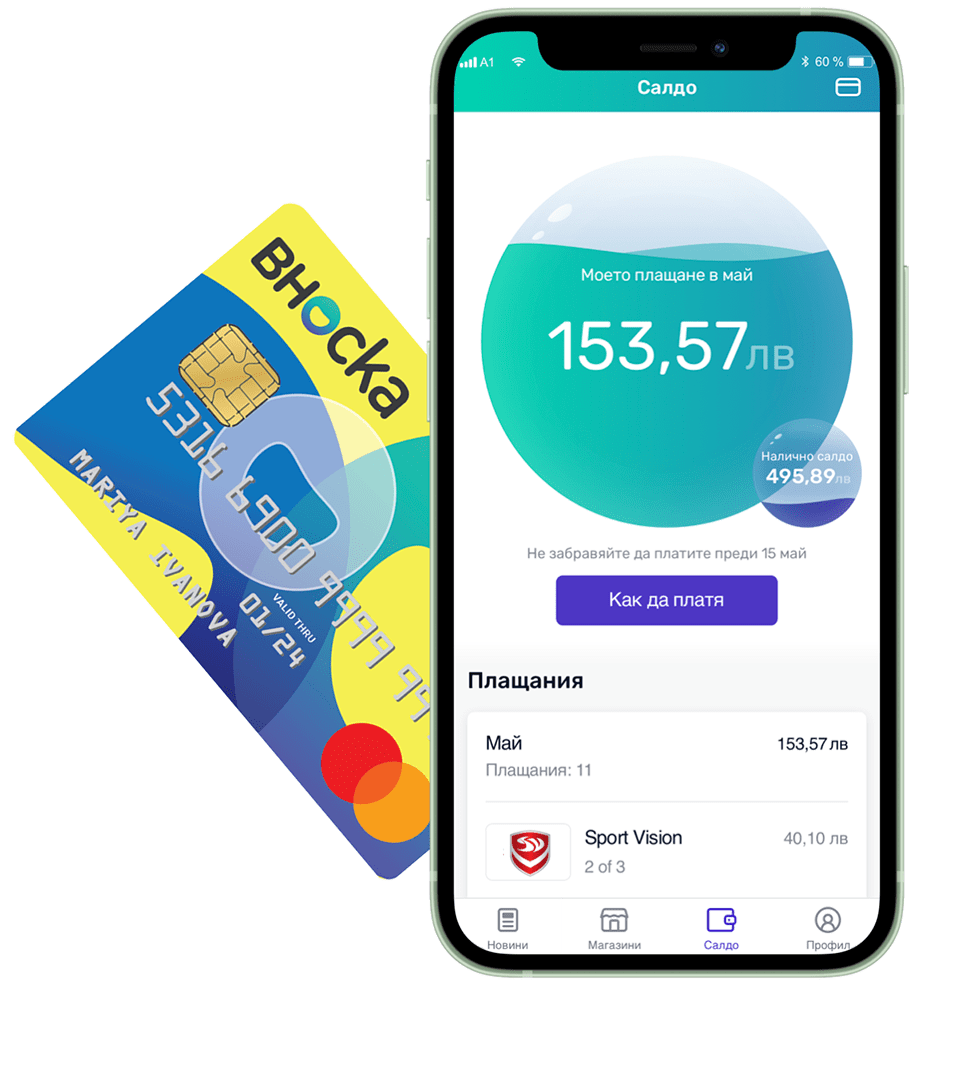 A1
60 %
Салдо
Моето плащане в май
153,57лв
Налично салдо
495,89лв
Не забравяйте да платите преди 15 май
Как да платя
Плащания
Май
153,57 лв
Плащания: 11
Sport Vision
40,10 лв
2 of 3
Новини
Магазини
Салдо
Профил
ВНоска
5316 6900 9999 99
VALID THRU
01/24
MARIYA IVANOVA